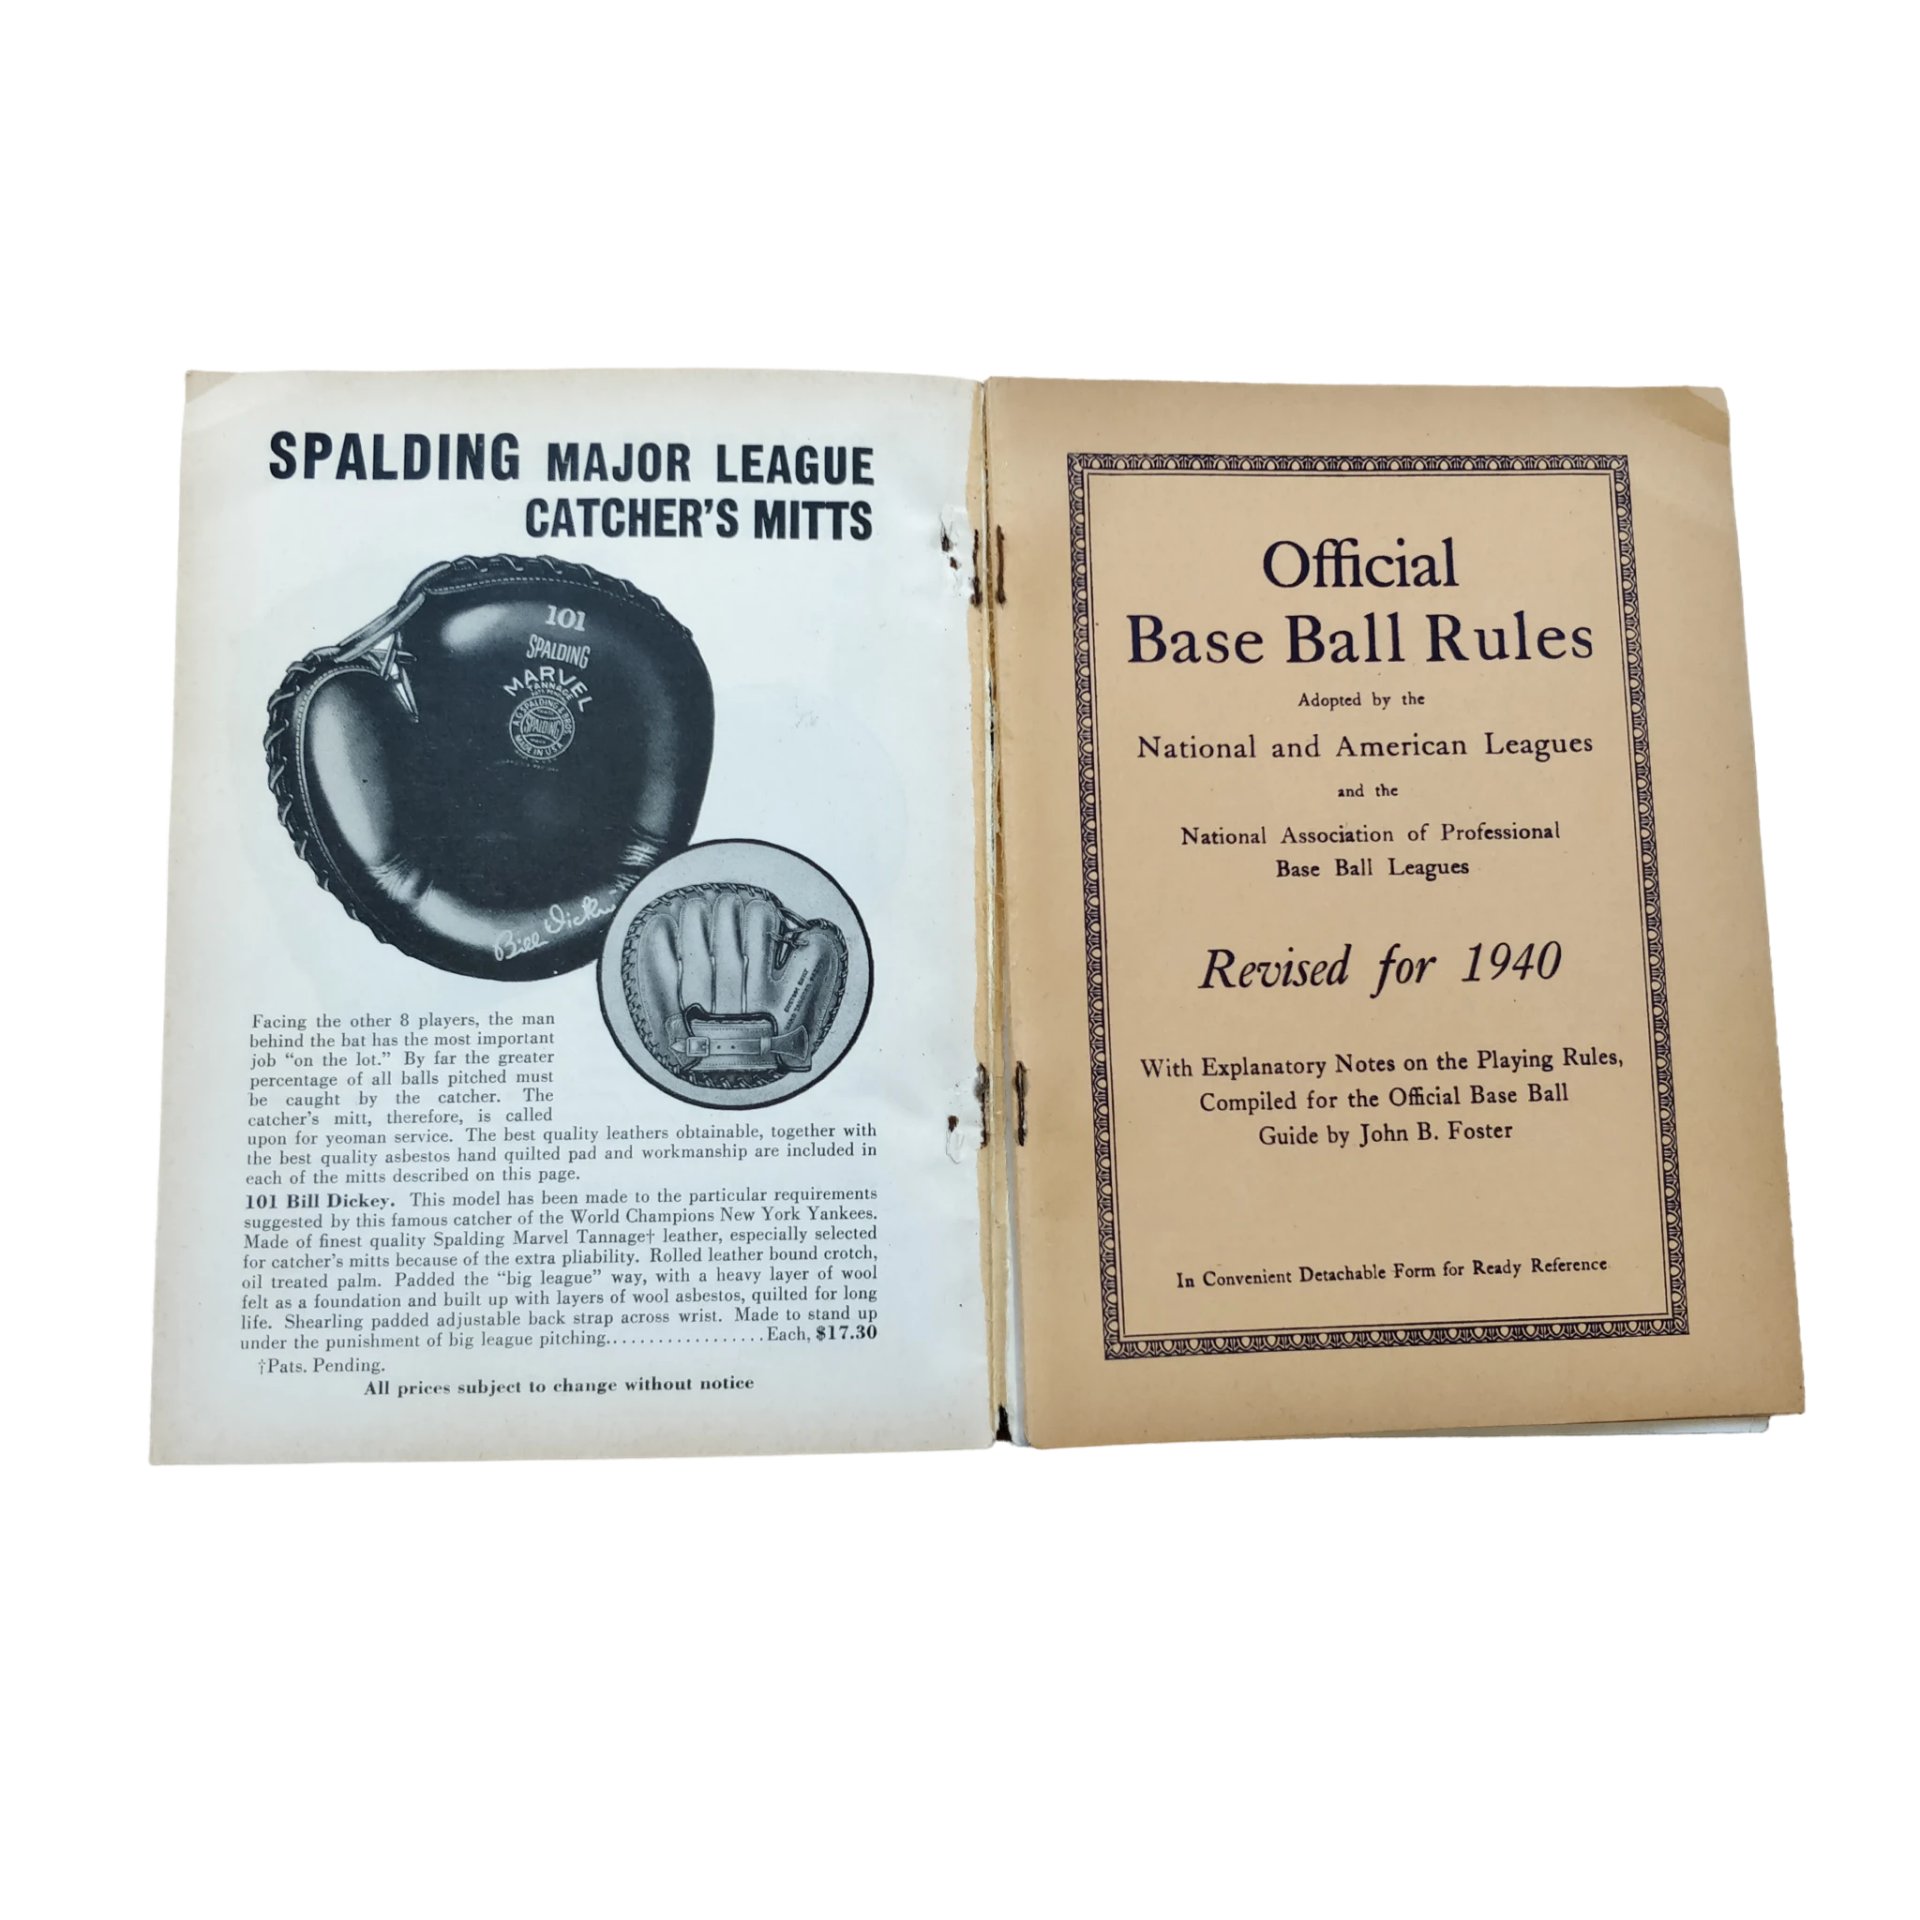 SPALDING MAJOR LEAGUE
CATCHER'S MITTS
101
SPALDING
MARVEL
TANNAGE
A.G. SPALDING & BROS
SPALDING
MADE IN U.S.A.
Bill Dickey
Facing the other 8 players, the man
behind the bat has the most important
job “on the lot.” By far the greater
percentage of all balls pitched must
be caught by the catcher. The
catcher's mitt, therefore, is called
upon for yeoman service. The best quality leathers obtainable, together with
the best quality asbestos hand quilted pad and workmanship are included in
each of the mitts described on this page.
101 Bill Dickey. This model has been made to the particular requirements
suggested by this famous catcher of the World Champions New York Yankees.
Made of finest quality Spalding Marvel Tannage† leather, especially selected
for catcher's mitts because of the extra pliability. Rolled leather bound crotch,
oil treated palm. Padded the “big league” way, with a heavy layer of wool
felt as a foundation and built up with layers of wool asbestos, quilted for long
life. Shearling padded adjustable back strap across wrist. Made to stand up
under the punishment of big league pitching..................Each, $17.30
†Pats. Pending.
All prices subject to change without notice
Official
Base Ball Rules
Adopted by the
National and American Leagues
and the
National Association of Professional
Base Ball Leagues
Revised for 1940
With Explanatory Notes on the Playing Rules,
Compiled for the Official Base Ball
Guide by John B. Foster
In Convenient Detachable Form for Ready Reference